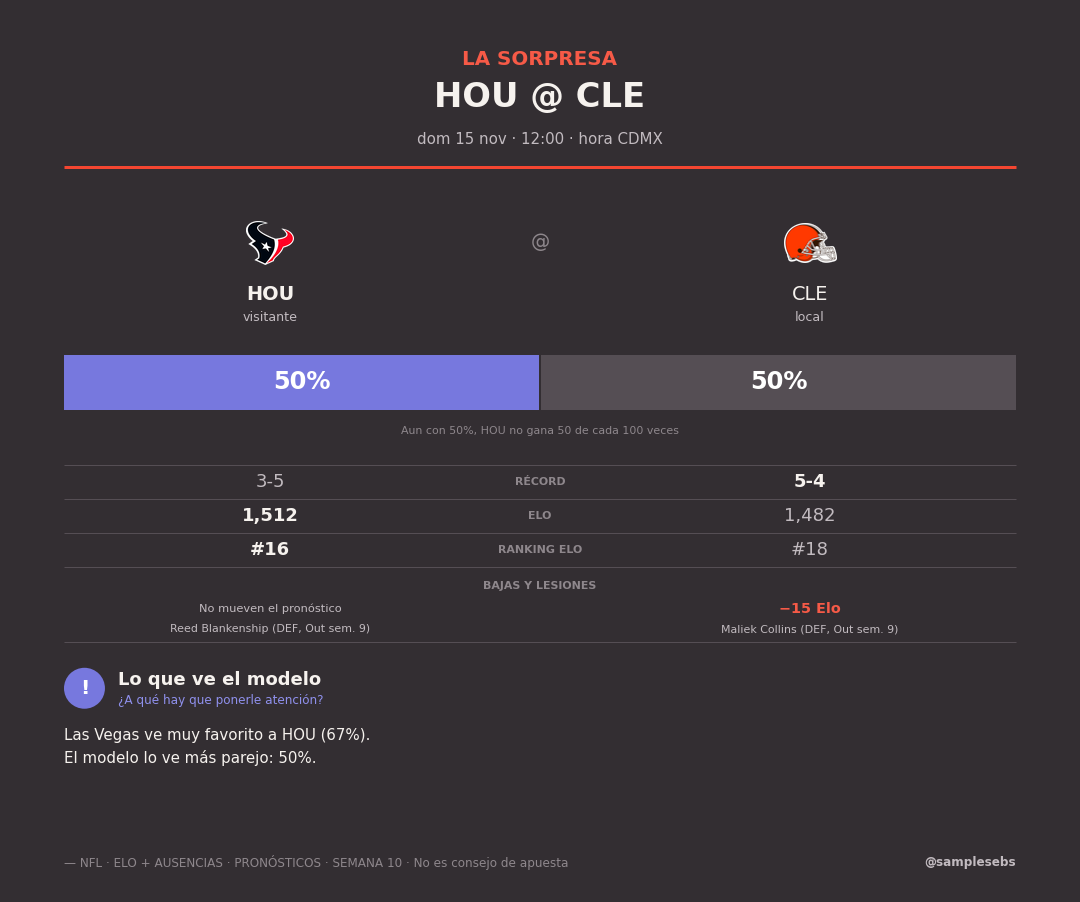 LA SORPRESA
HOU @ CLE
dom 15 nov · 12:00 · hora CDMX
@
HOU
CLE
visitante
local
50%
50%
Aun con 50%, HOU no gana 50 de cada 100 veces
3-5 RÉCORD 5-4
1,512 ELO 1,482
#16 RANKING ELO #18
BAJAS Y LESIONES
No mueven el pronóstico
−15 Elo
Reed Blankenship (DEF, Out sem. 9)
Maliek Collins (DEF, Out sem. 9)
!
Lo que ve el modelo
¿A qué hay que ponerle atención?
Las Vegas ve muy favorito a HOU (67%).
El modelo lo ve más parejo: 50%.
— NFL · ELO + AUSENCIAS · PRONÓSTICOS · SEMANA 10 · No es consejo de apuesta
@samplesebs